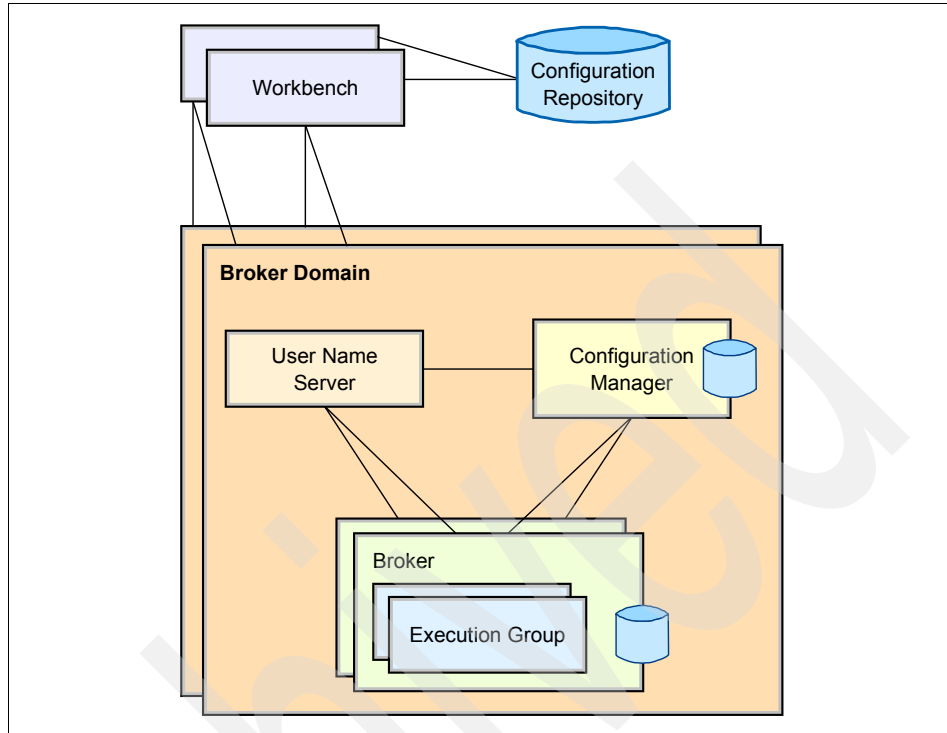 Workbench
Configuration
Repository
Broker Domain
User Name
Server
Configuration
Manager
Broker
Execution Group